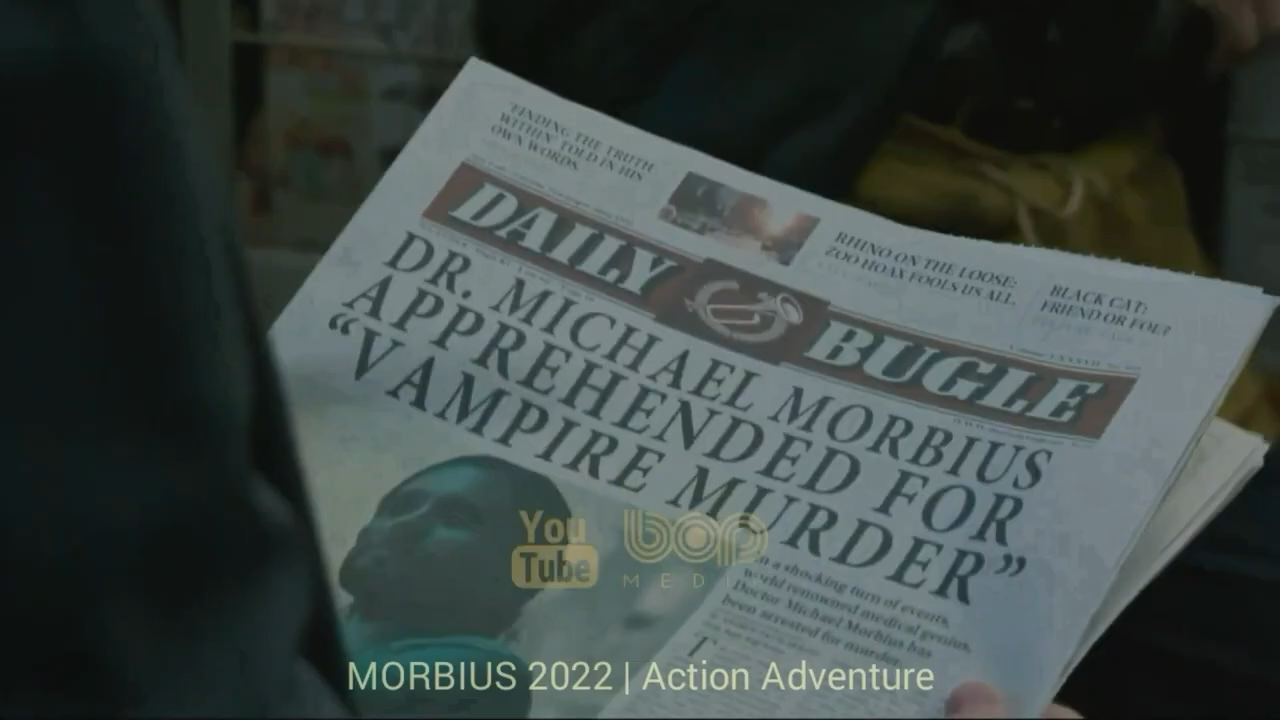 "FINDING THE TRUTH
WITHIN" TOLD IN HIS
OWN WORDS.
RHINO ON THE LOOSE:
ZOO HOAX FOOLS US ALL.
BLACK CAT:
FRIEND OR FOE?
DAILY BUGLE
DR. MICHAEL MORBIUS
APPREHENDED FOR
"VAMPIRE MURDER"
In a shocking turn of events,
world renowned medical genius,
Doctor Michael Morbius has
been arrested for murder.
You
Tube
bop
MEDI
MORBIUS 2022 | Action Adventure